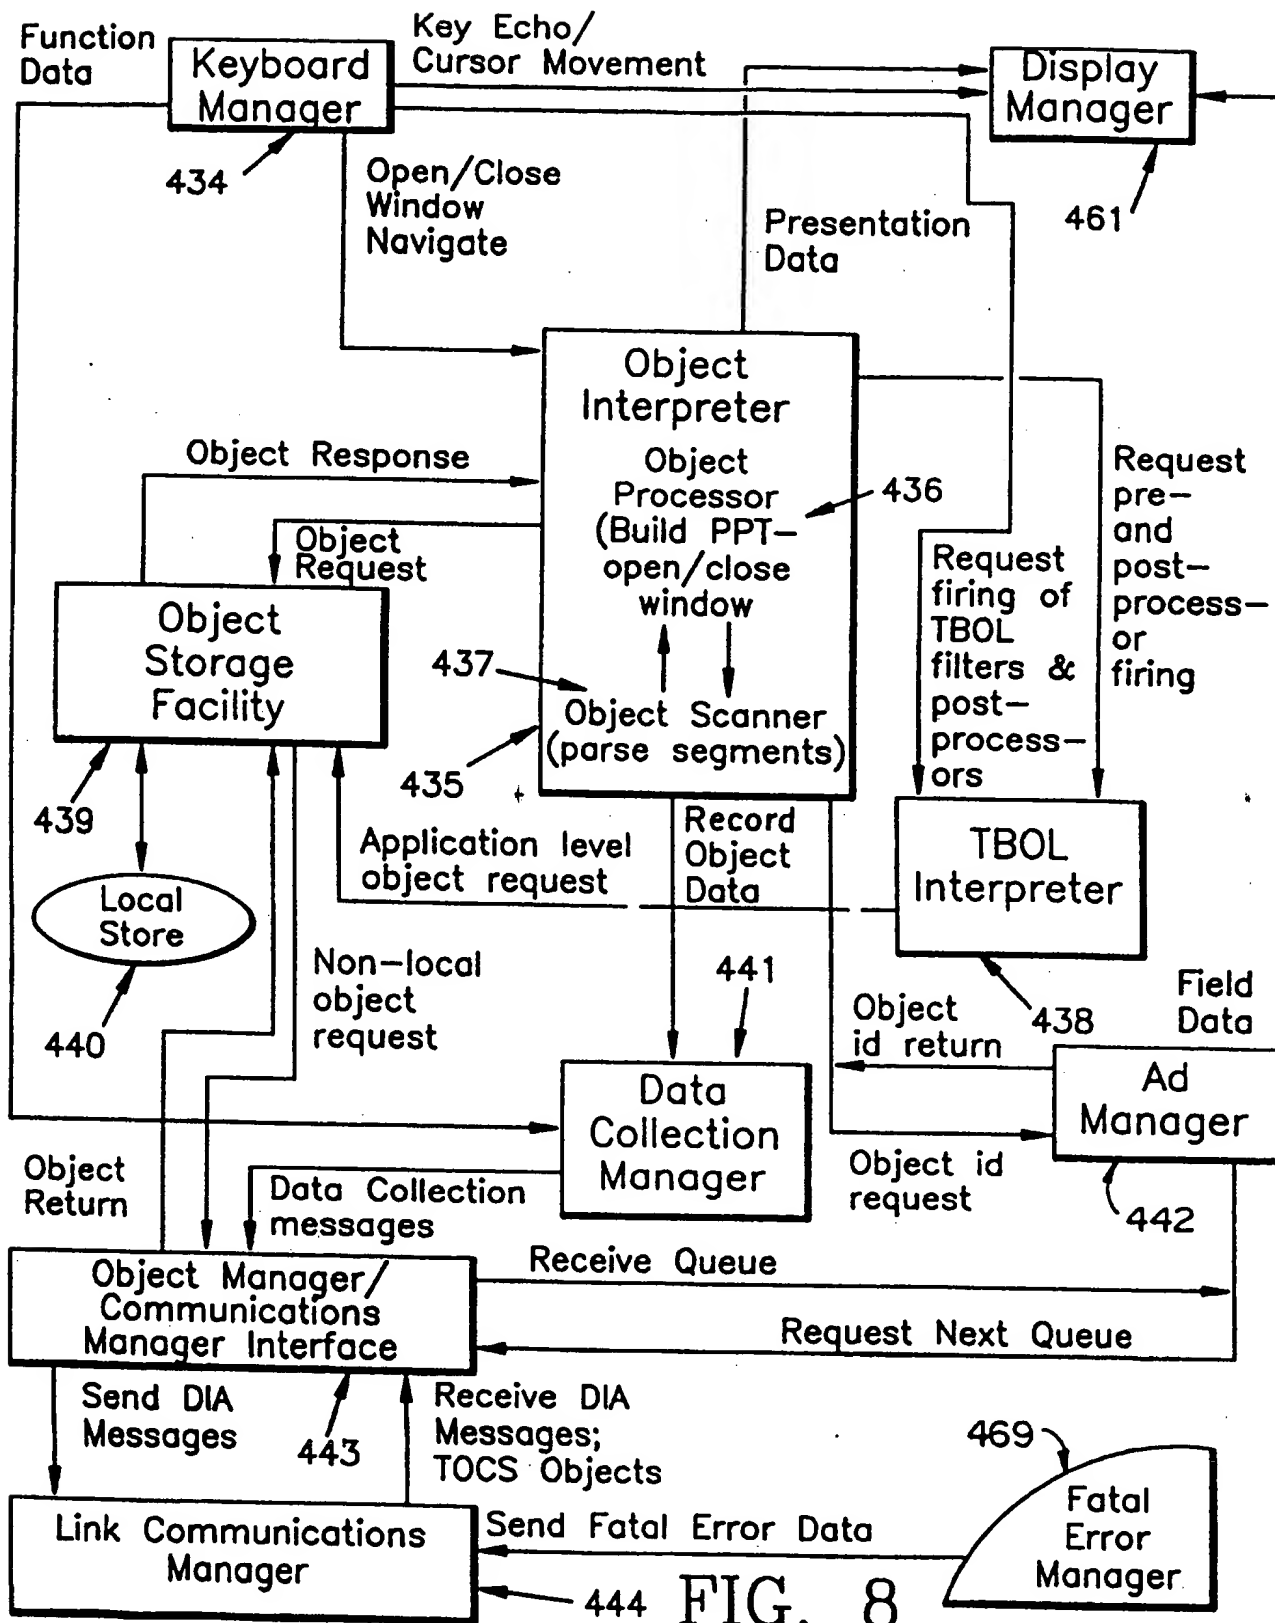 Function
Data
Keyboard
Manager
Key Echo/
Cursor Movement
Display
Manager
434
Open/Close
Window
Navigate
Presentation
Data
461
Object
Interpreter
Object Response
Object
Processor
(Build PPT-
open/close
window
436
Object
Request
Request
pre-
and
post-
process-
or
firing
Request
firing of
TBOL
filters &
post-
process-
ors
Object
Storage
Facility
437
Object Scanner
(parse segments)
435
439
Application level
object request
Record
Object
Data
TBOL
Interpreter
Local
Store
440
Non-local
object
request
441
438
Object
id return
Field
Data
Data
Collection
Manager
Ad
Manager
Object
Return
Data Collection
messages
Object id
request
442
Object Manager/
Communications
Manager Interface
Receive Queue
Request Next Queue
Send DIA
Messages
443
Receive DIA
Messages;
TOCS Objects
469
Link Communications
Manager
Send Fatal Error Data
Fatal
Error
Manager
444
FIG. 8